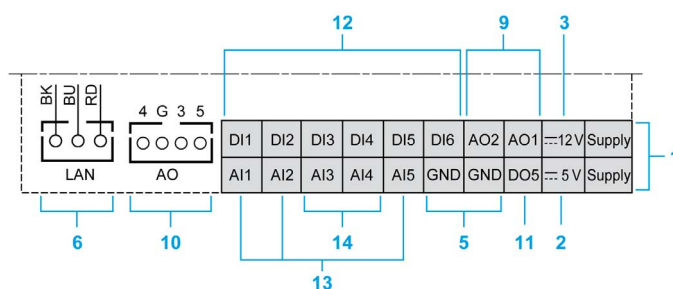 12 9 3
BK BU RD
4 G 3 5
DI1 DI2 DI3 DI4 DI5 DI6 AO2 AO1 ⎓12 V Supply
LAN AO AI1 AI2 AI3 AI4 AI5 GND GND DO5 ⎓ 5 V Supply
6 10 14 5 11 2
13